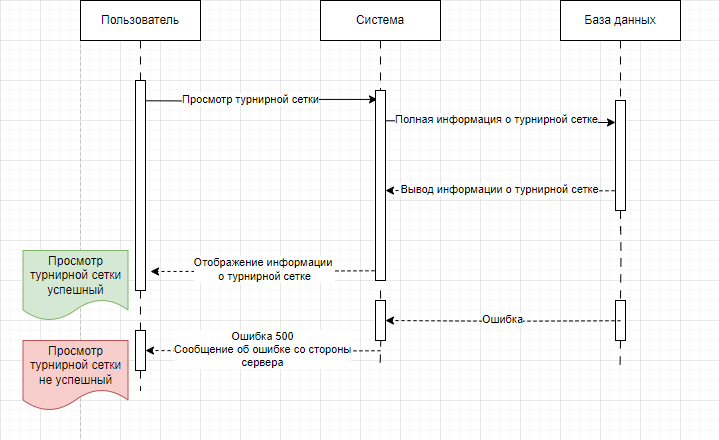 Пользователь
Система
База данных
Просмотр турнирной сетки
Полная информация о турнирной сетке
Вывод информации о турнирной сетке
Отображение информации
о турнирной сетке
Просмотр
турнирной сетки
успешный
Ошибка
Ошибка 500
Сообщение об ошибке со стороны
сервера
Просмотр
турнирной сетки
не успешный